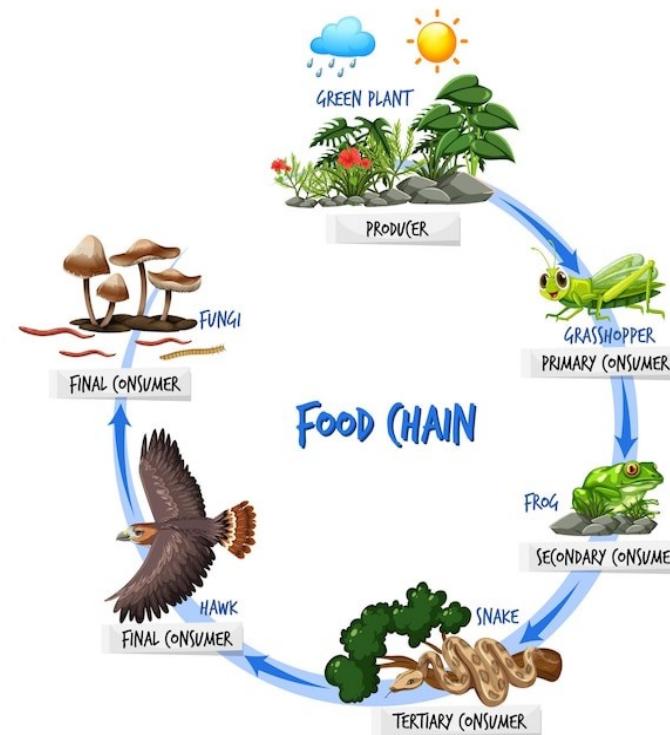 GREEN PLANT
PRODUCER
GRASSHOPPER
PRIMARY CONSUMER
FROG
SECONDARY CONSUME
SNAKE
TERTIARY CONSUMER
HAWK
FINAL CONSUMER
FUNGI
FINAL CONSUMER
FOOD CHAIN